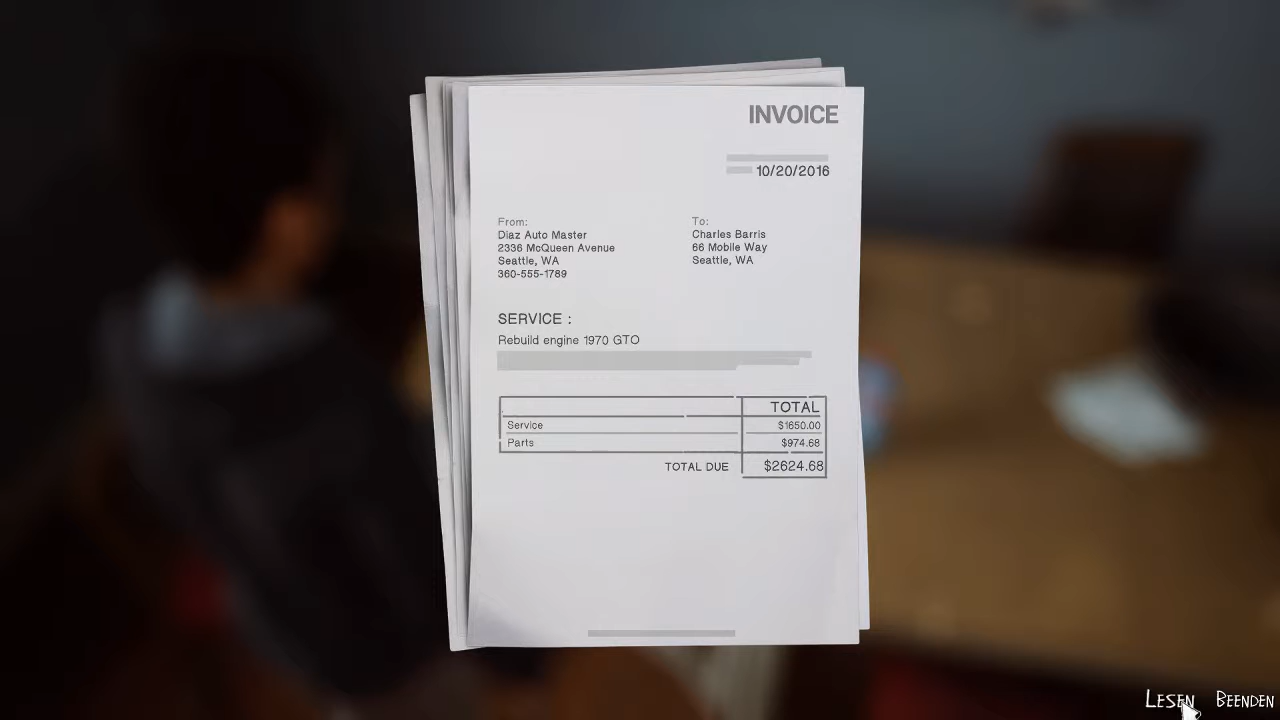 INVOICE
10/20/2016
From:
Diaz Auto Master
2336 McQueen Avenue
Seattle, WA
360-555-1789
To:
Charles Barris
66 Mobile Way
Seattle, WA
SERVICE :
Rebuild engine 1970 GTO
TOTAL
Service $1650.00
Parts $974.68
TOTAL DUE $2624.68
LESEN BEENDEN